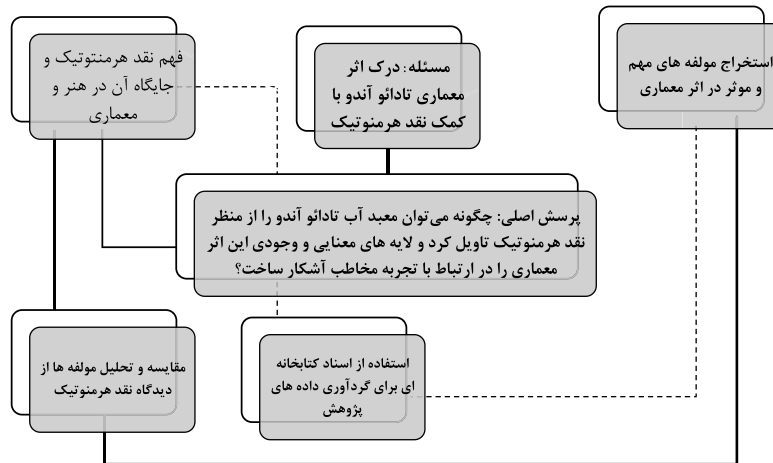 استخراج مولفه های مهم
و موثر در اثر معماری
مسئله: درک اثر
معماری تادائو آندو با
کمک نقد هرمنوتیک
فهم نقد هرمنتوتیک و
جایگاه آن در هنر و
معماری
پرسش اصلی: چگونه می‌توان معبد آب تادائو آندو را از منظر
نقد هرمنوتیک تاویل کرد و لایه های معنایی و وجودی این اثر
معماری را در ارتباط با تجربه مخاطب آشکار ساخت؟
استفاده از اسناد کتابخانه
ای برای گردآوری داده های
پژوهش
مقایسه و تحلیل مولفه ها از
دیدگاه نقد هرمنوتیک